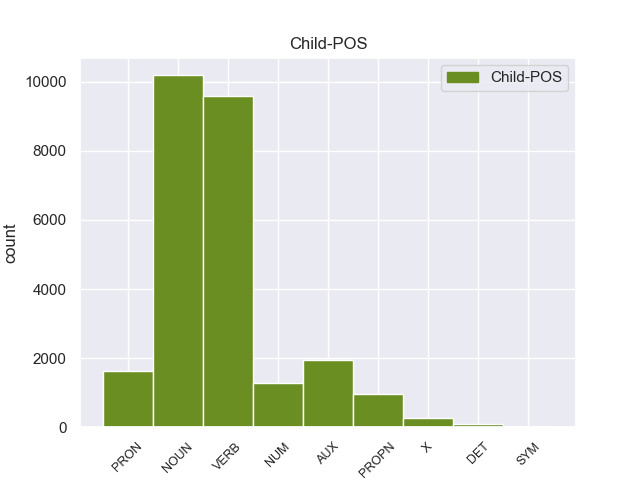 Child-POS
Child-POS
10000
8000
6000
4000
2000
0
count
PRON
NOUN
VERB
NUM
AUX
PROPN
X
DET
SYM